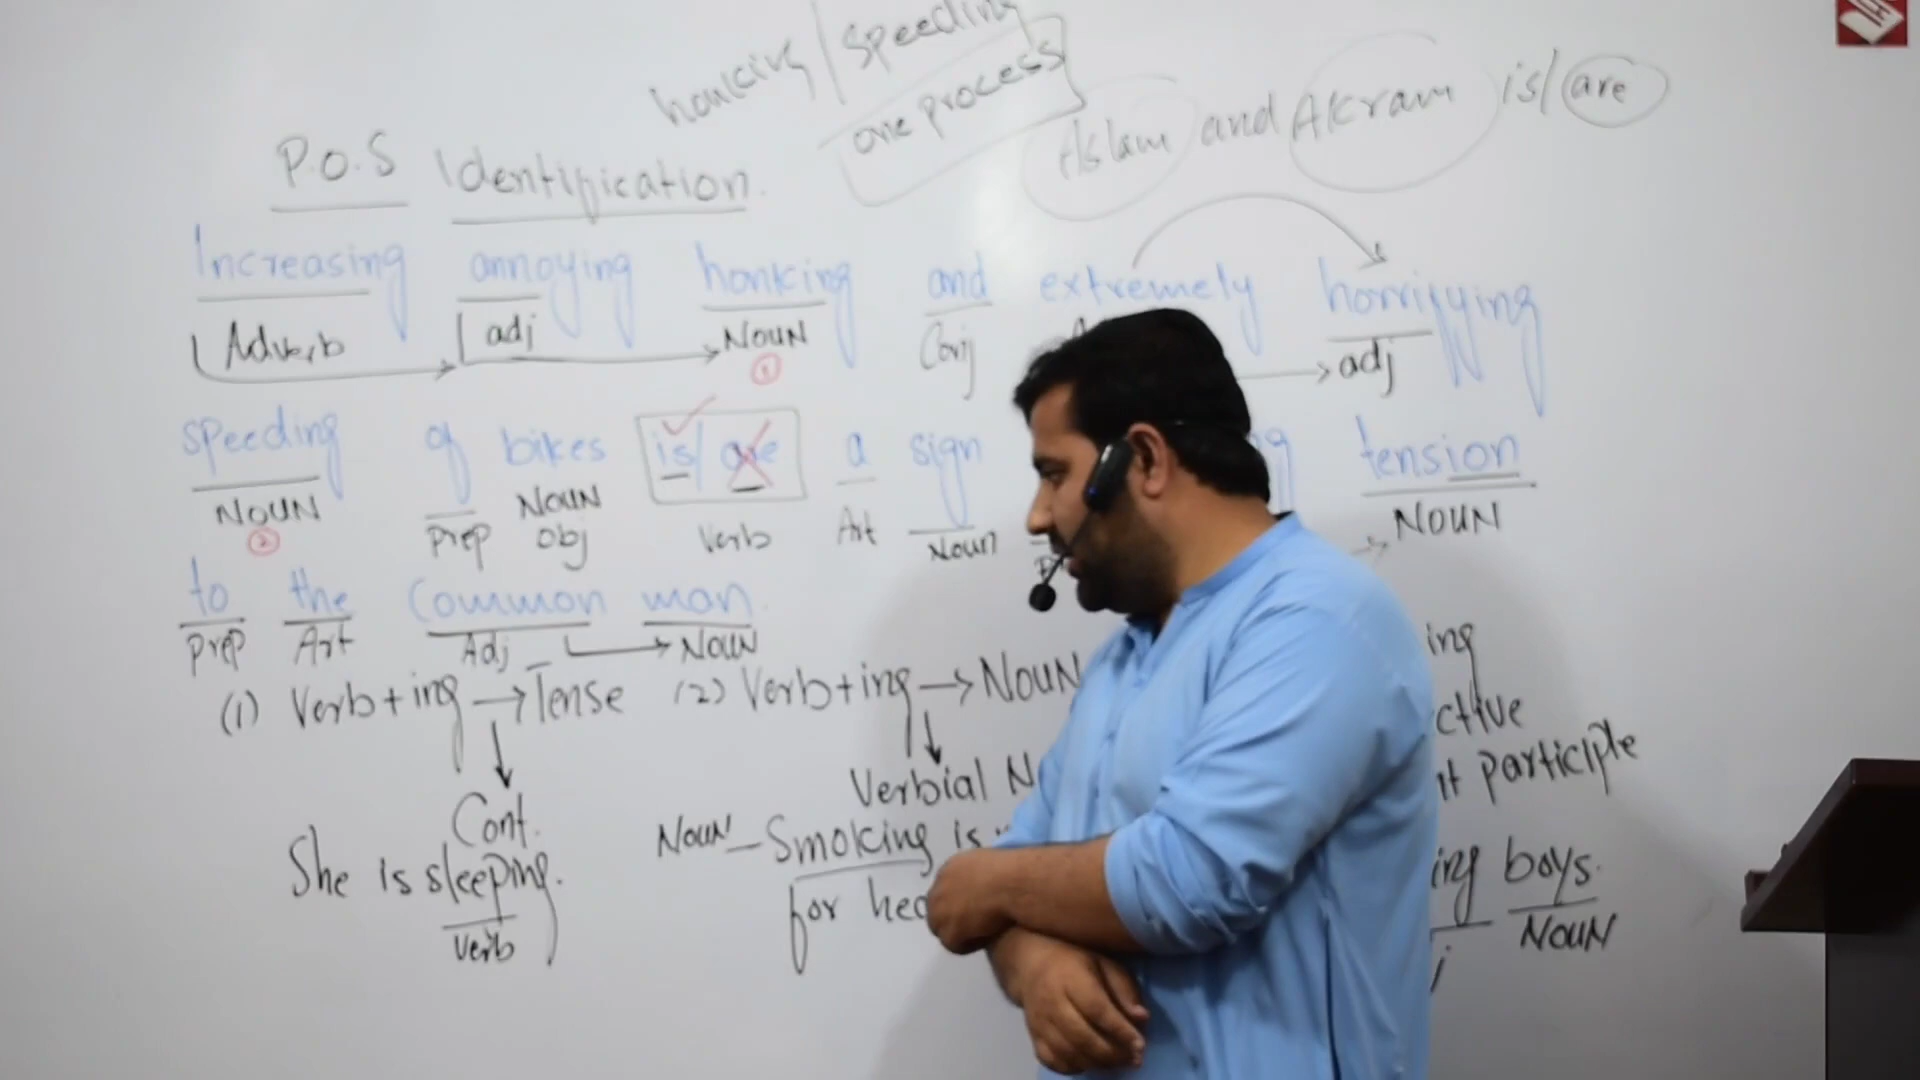 honking/speeding
one process
Aslam and Akram is/are
P.O.S Identification.
Increasing annoying honking and extremely horrifying
Adverb adj NOUN Conj adj
1
speeding of bikes is/are a sign tension
NOUN Prep NOUN Obj Verb Art Noun NOUN
2
to the Common man.
Prep Art Adj NOUN
(1) Verb+ing → Tense (2) Verb+ing → NOUN ing
Cont. Verbial N ctive
participle
She is sleeping. Noun – Smoking is ing boys.
Verb for hea NOUN